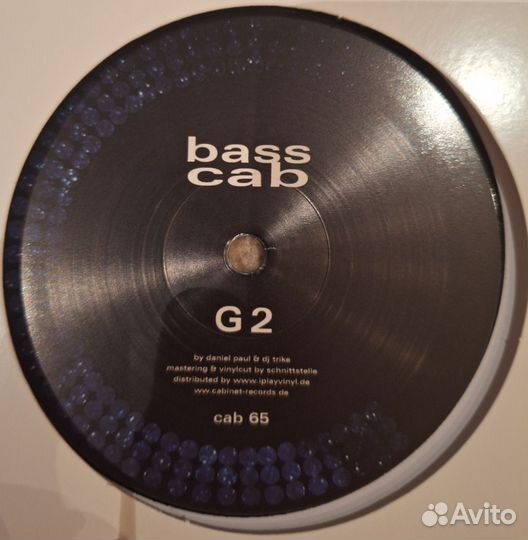 bass
cab
G 2
by daniel paul & dj trike
mastering & vinylcut by schnittstelle
distributed by www.iplayvinyl.de
www.cabinet-records.de
cab 65
Avito